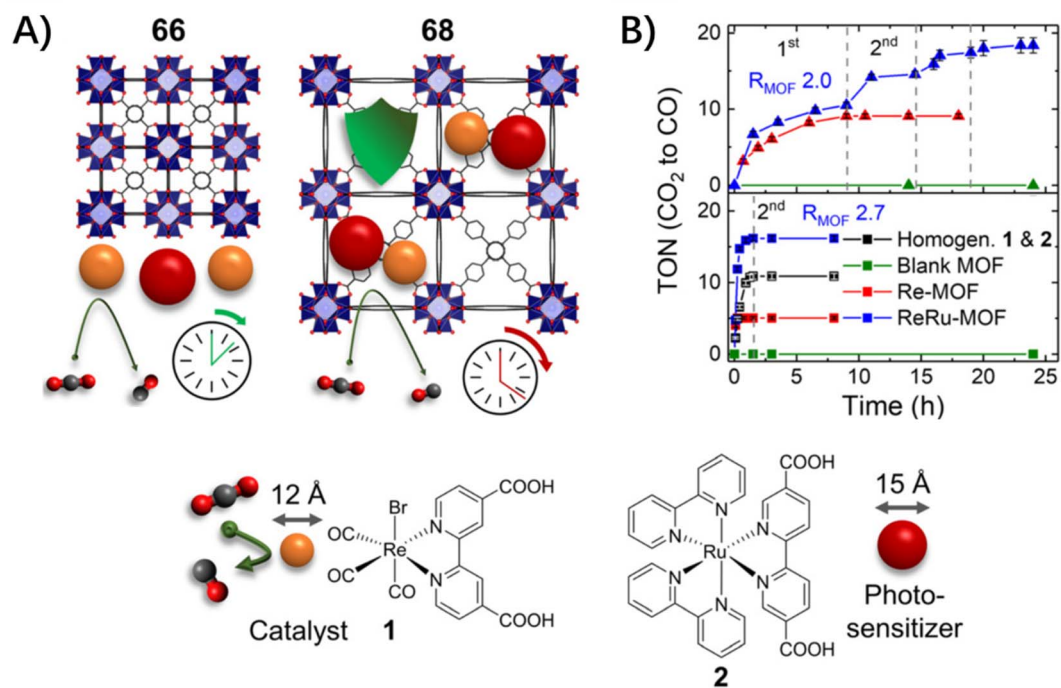 A)
66
68
B)
20
10
0
1st
2nd
R_MOF 2.0
TON (CO2 to CO)
20
10
0
2nd
R_MOF 2.7
Homogen. 1 & 2
Blank MOF
Re-MOF
ReRu-MOF
0 5 10 15 20 25
Time (h)
12 Å
Br
COOH
OC
N
Re
OC
N
CO
COOH
Catalyst 1
COOH
N
N
N
Ru
N
N
N
COOH
2
15 Å
Photo-
sensitizer